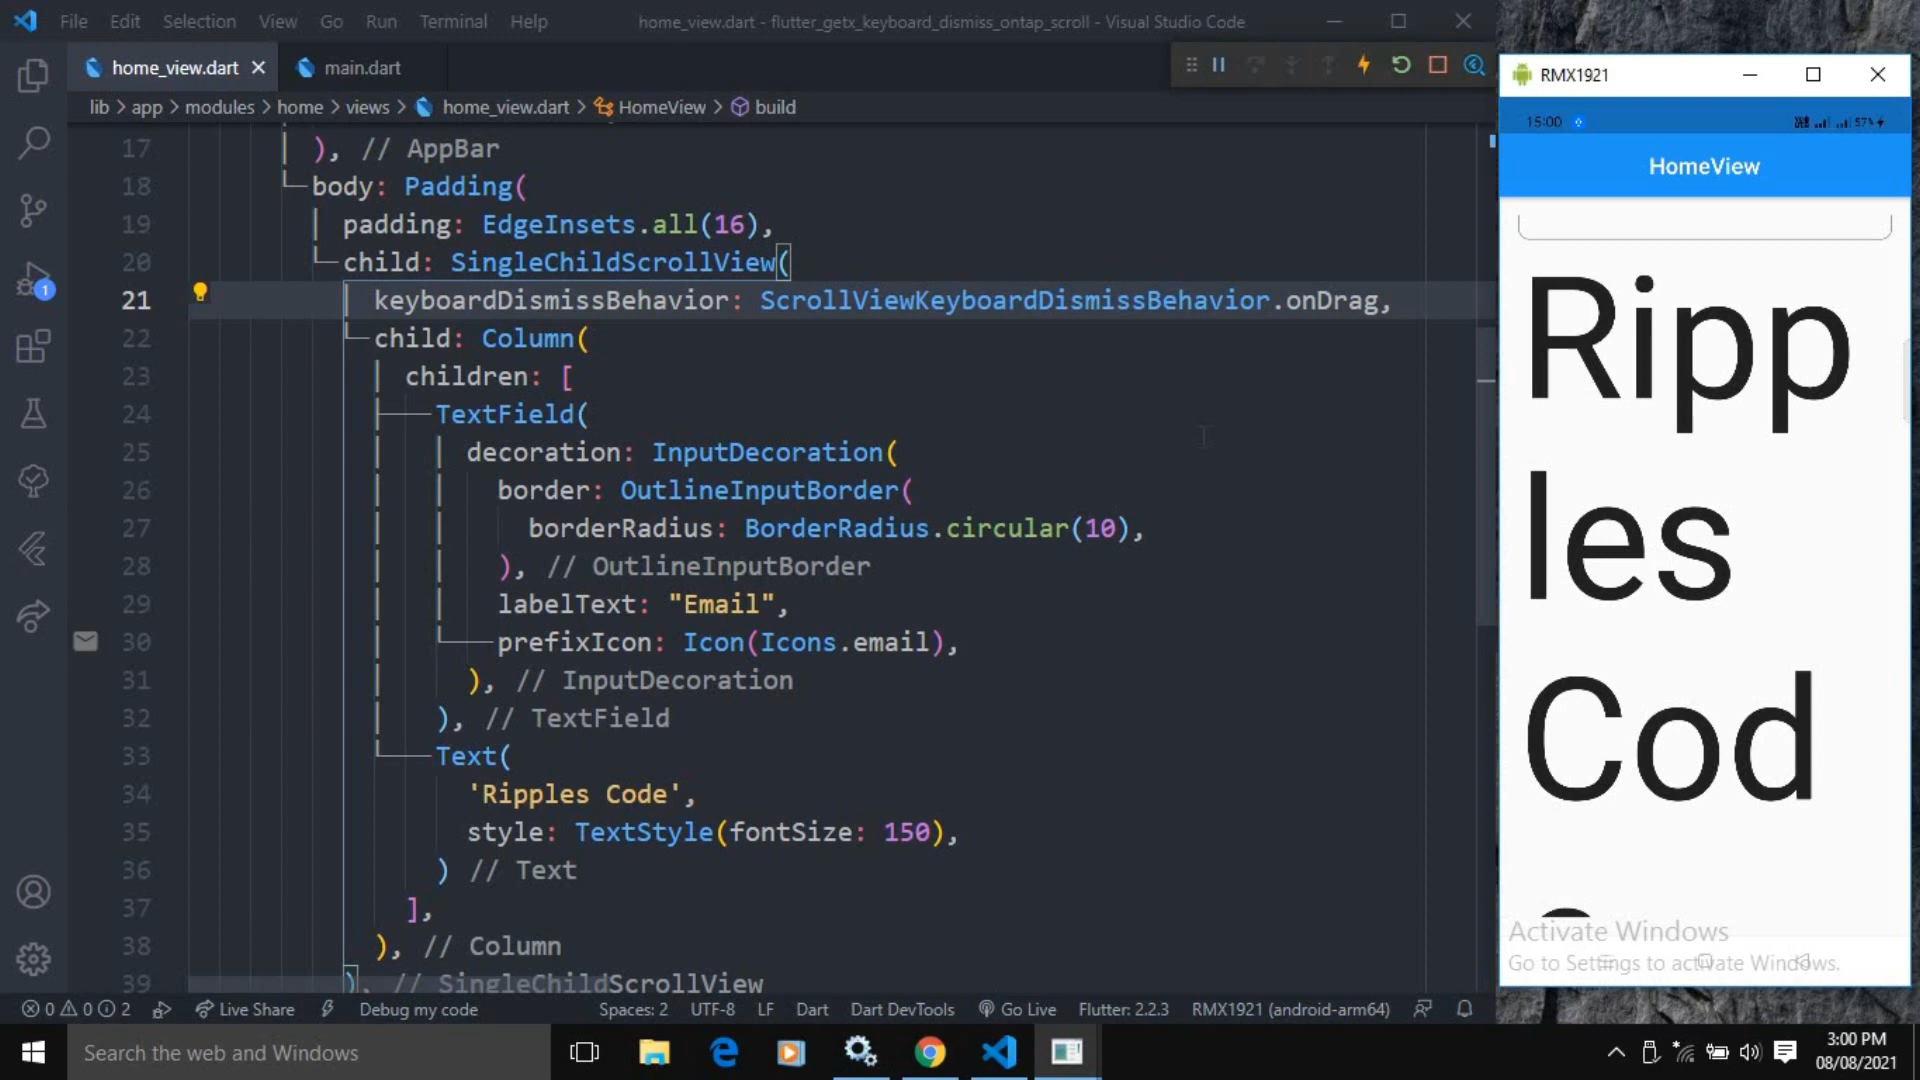 File Edit Selection View Go Run Terminal Help
home_view.dart - flutter_getx_keyboard_dismiss_ontap_scroll - Visual Studio Code
home_view.dart
main.dart
lib > app > modules > home > views > home_view.dart > HomeView > build
17 ), // AppBar
18 body: Padding(
19 padding: EdgeInsets.all(16),
20 child: SingleChildScrollView(
21 keyboardDismissBehavior: ScrollViewKeyboardDismissBehavior.onDrag,
22 child: Column(
23 children: [
24 TextField(
25 decoration: InputDecoration(
26 border: OutlineInputBorder(
27 borderRadius: BorderRadius.circular(10),
28 ), // OutlineInputBorder
29 labelText: "Email",
30 prefixIcon: Icon(Icons.email),
31 ), // InputDecoration
32 ), // TextField
33 Text(
34 'Ripples Code',
35 style: TextStyle(fontSize: 150),
36 ) // Text
37 ],
38 ), // Column
39 ), // SingleChildScrollView
1
0 0 2 Live Share Debug my code Spaces: 2 UTF-8 LF Dart Dart DevTools Go Live Flutter: 2.2.3 RMX1921 (android-arm64)
RMX1921
15:00 57%
HomeView
Ripp
les
Cod
Activate Windows
Go to Settings to activate Windows.
Search the web and Windows
3:00 PM
08/08/2021